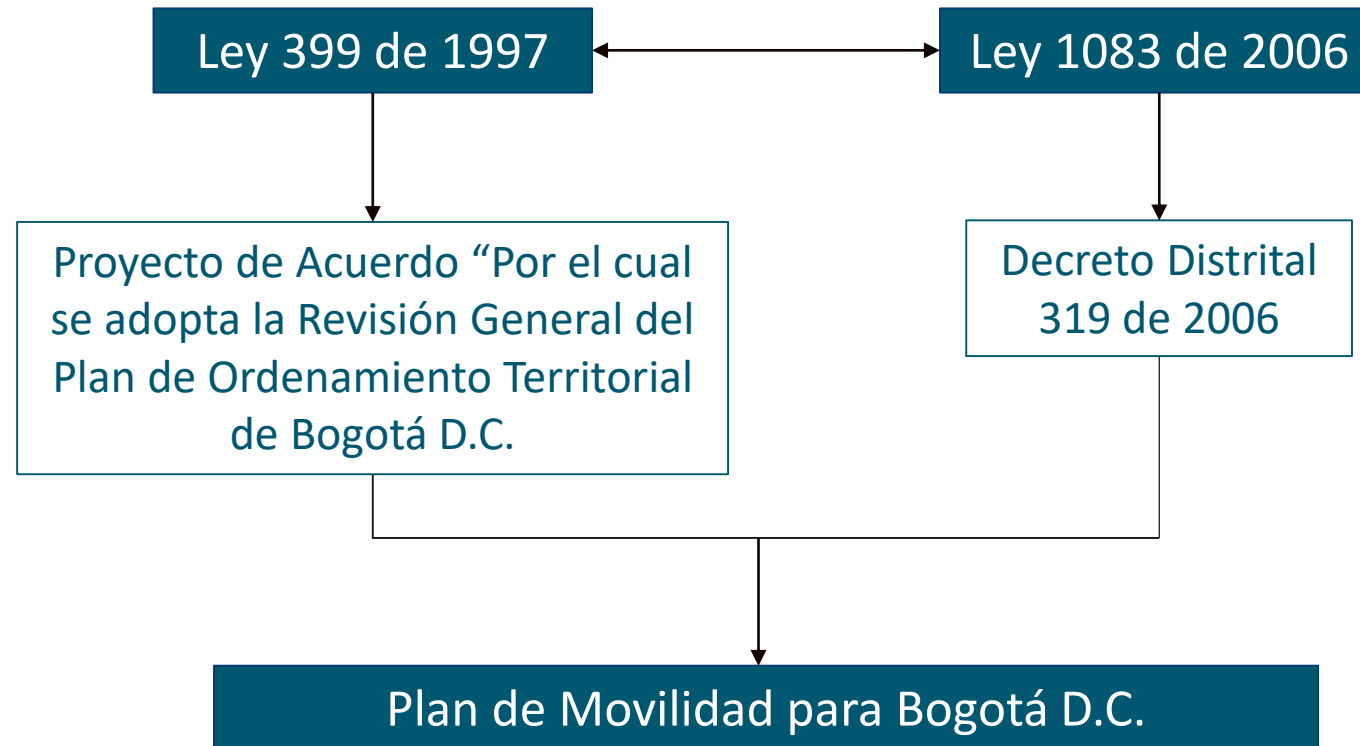 Ley 399 de 1997
Ley 1083 de 2006
Proyecto de Acuerdo “Por el cual
se adopta la Revisión General del
Plan de Ordenamiento Territorial
de Bogotá D.C.
Decreto Distrital
319 de 2006
Plan de Movilidad para Bogotá D.C.